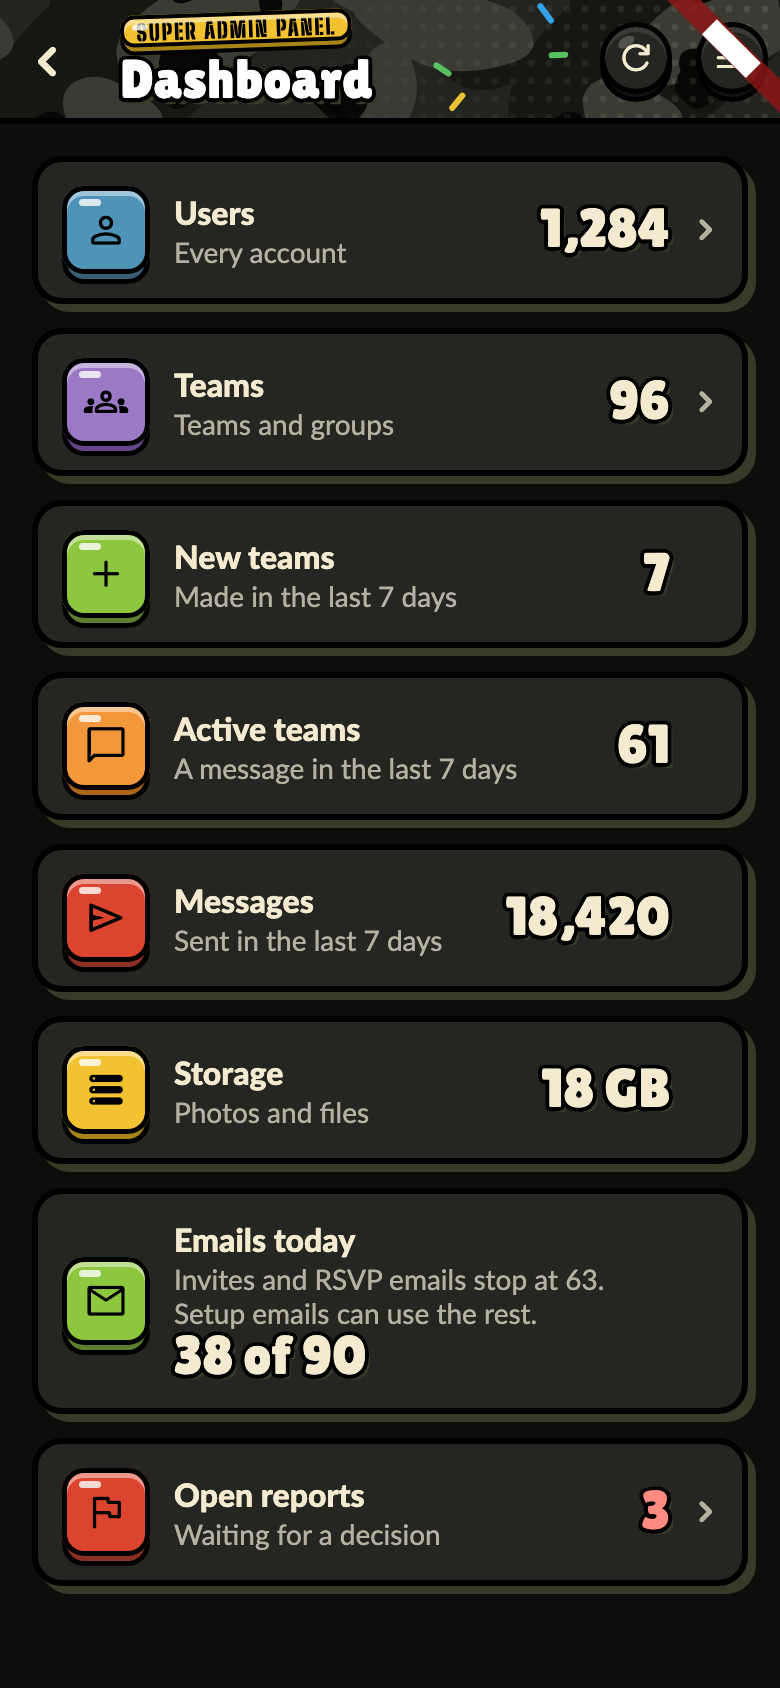 SUPER ADMIN PANEL
Dashboard
Users
Every account
1,284
Teams
Teams and groups
96
New teams
Made in the last 7 days
7
Active teams
A message in the last 7 days
61
Messages
Sent in the last 7 days
18,420
Storage
Photos and files
18 GB
Emails today
Invites and RSVP emails stop at 63.
Setup emails can use the rest.
38 of 90
Open reports
Waiting for a decision
3